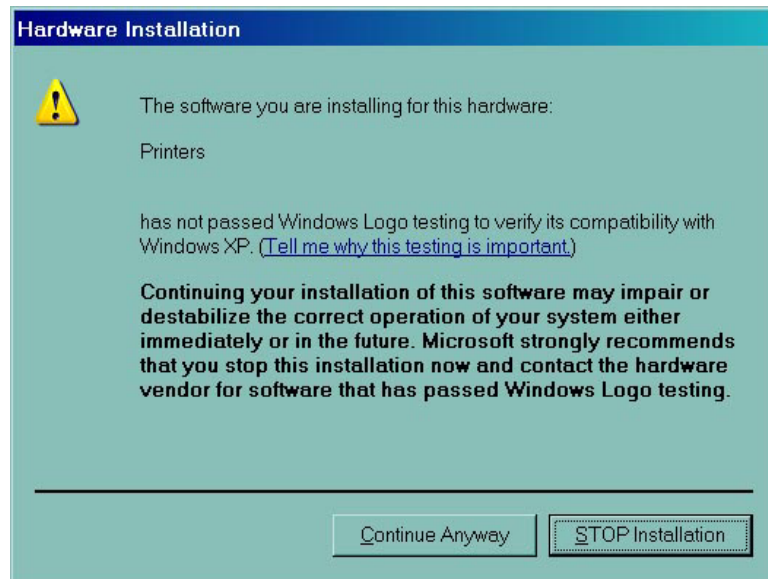 Hardware Installation
The software you are installing for this hardware:
Printers
has not passed Windows Logo testing to verify its compatibility with
Windows XP. (Tell me why this testing is important.)
Continuing your installation of this software may impair or
destabilize the correct operation of your system either
immediately or in the future. Microsoft strongly recommends
that you stop this installation now and contact the hardware
vendor for software that has passed Windows Logo testing.
Continue Anyway
STOP Installation